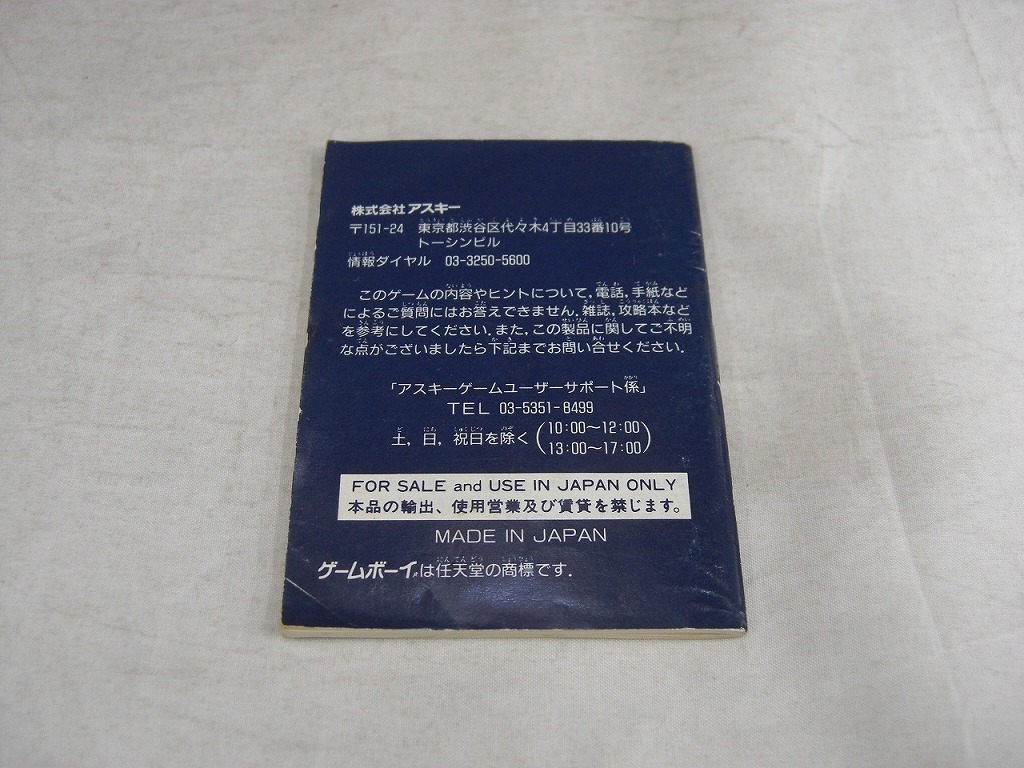 株式会社アスキー
〒151-24 東京都渋谷区代々木4丁目33番10号
トーシンビル
情報ダイヤル 03-3250-5600
このゲームの内容やヒントについて，電話，手紙など
によるご質問にはお答えできません．雑誌，攻略本など
を参考にしてください．また，この製品に関してご不明
な点がございましたら下記までお問い合せください．
「アスキーゲームユーザーサポート係」
TEL 03-5351-8499
土，日，祝日を除く(10:00〜12:00
13:00〜17:00)
FOR SALE and USE IN JAPAN ONLY
本品の輸出、使用営業及び賃貸を禁じます。
MADE IN JAPAN
ゲームボーイは任天堂の商標です．